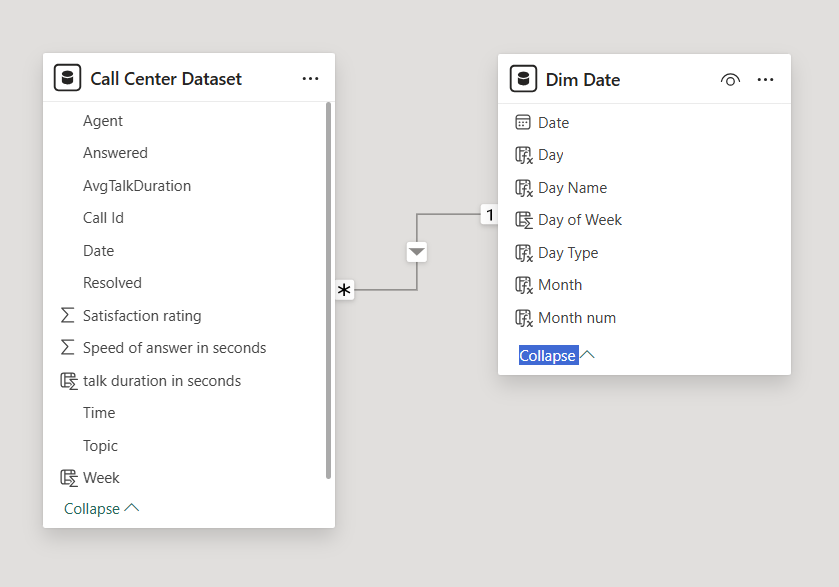 Call Center Dataset
Agent
Answered
AvgTalkDuration
Call Id
Date
Resolved
Satisfaction rating
Speed of answer in seconds
talk duration in seconds
Time
Topic
Week
Collapse
*
1
Dim Date
Date
Day
Day Name
Day of Week
Day Type
Month
Month num
Collapse